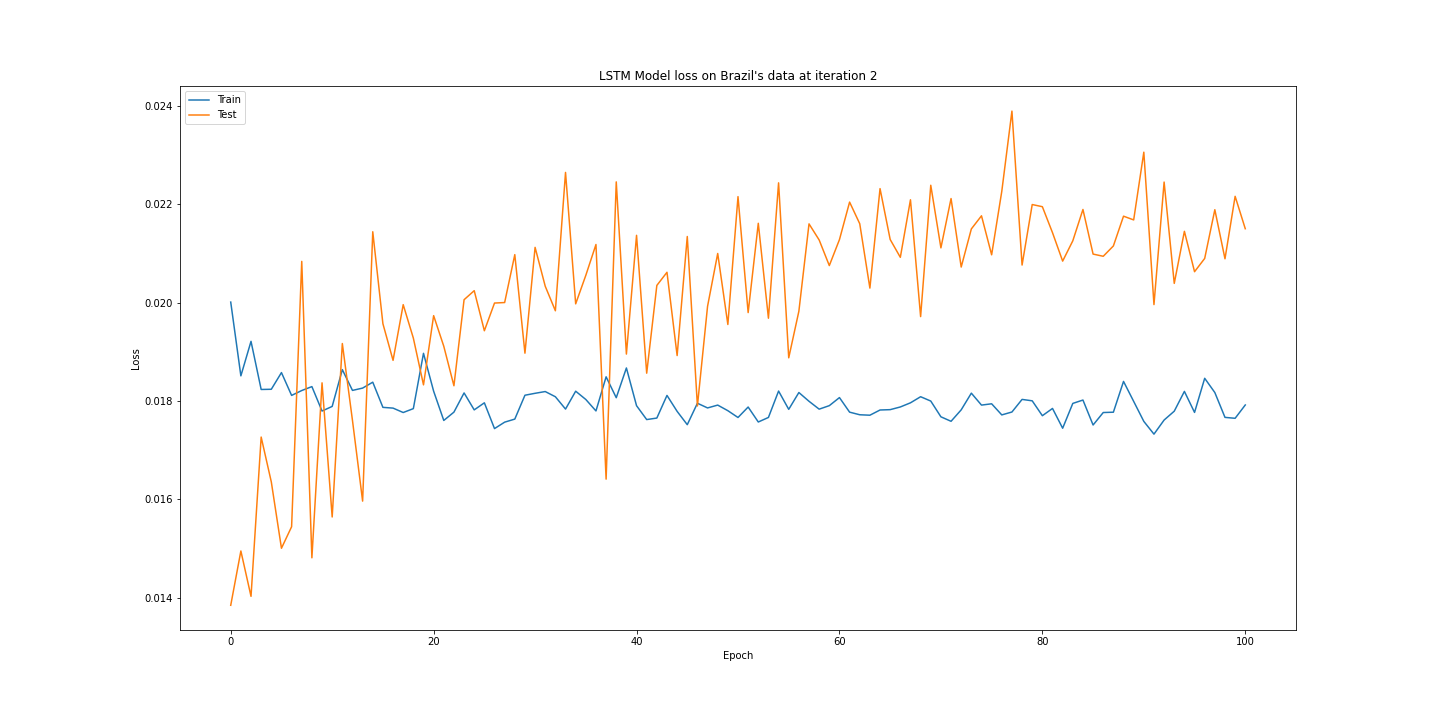 LSTM Model loss on Brazil's data at iteration 2
Train
Test
0.024
0.022
0.020
0.018
0.016
0.014
Loss
0 20 40 60 80 100
Epoch